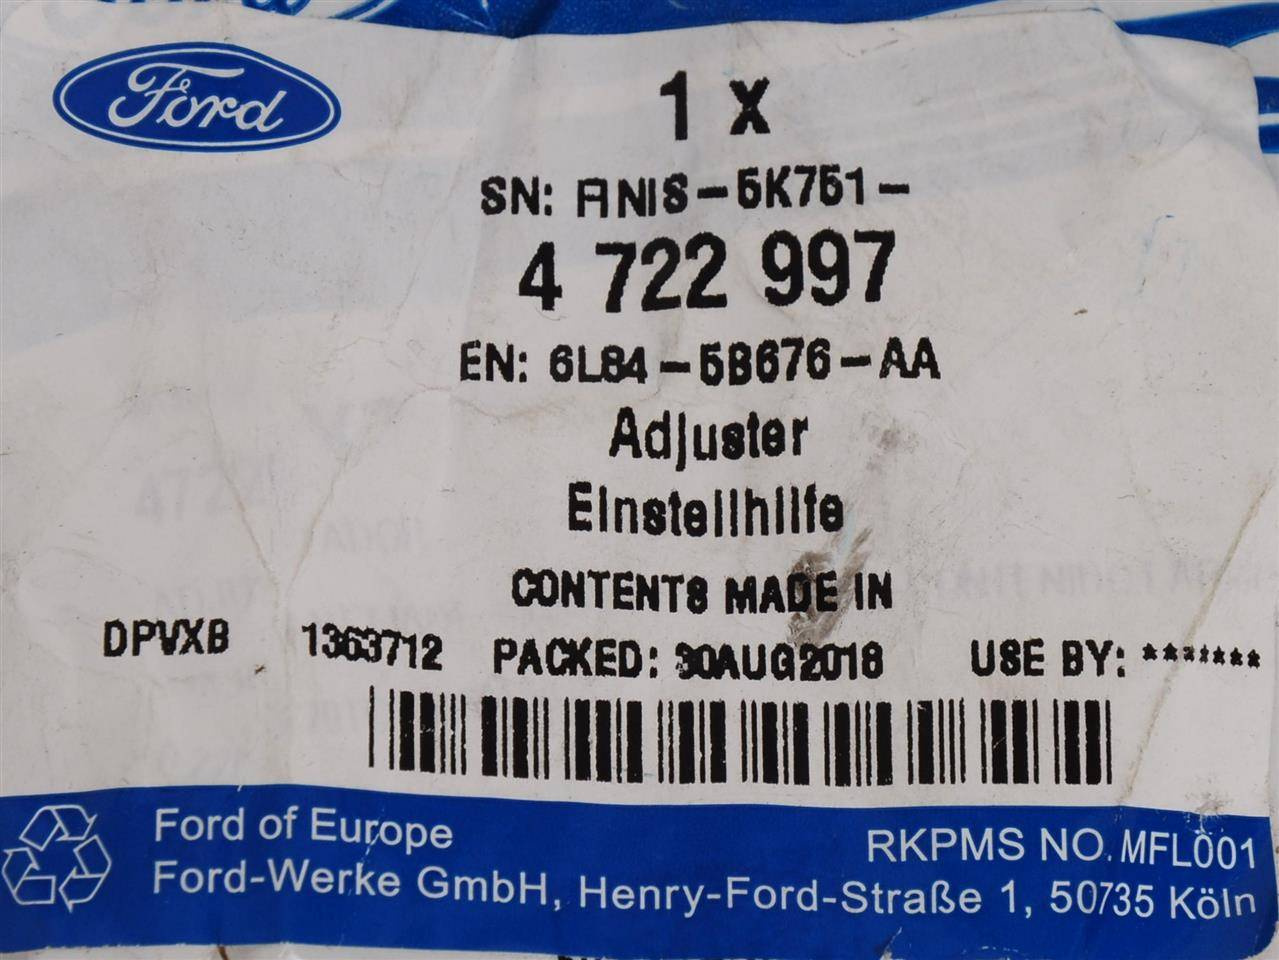 Ford
1 X
SN: FINIS-5K751-
4 722 997
EN: 6L84-5B676-AA
Adjuster
Einstellhilfe
CONTENTS MADE IN
DPVXB 1363712 PACKED: 30AUG2018 USE BY: *******
Ford of Europe
RKPMS NO. MFL001
Ford-Werke GmbH, Henry-Ford-Straße 1, 50735 Köln